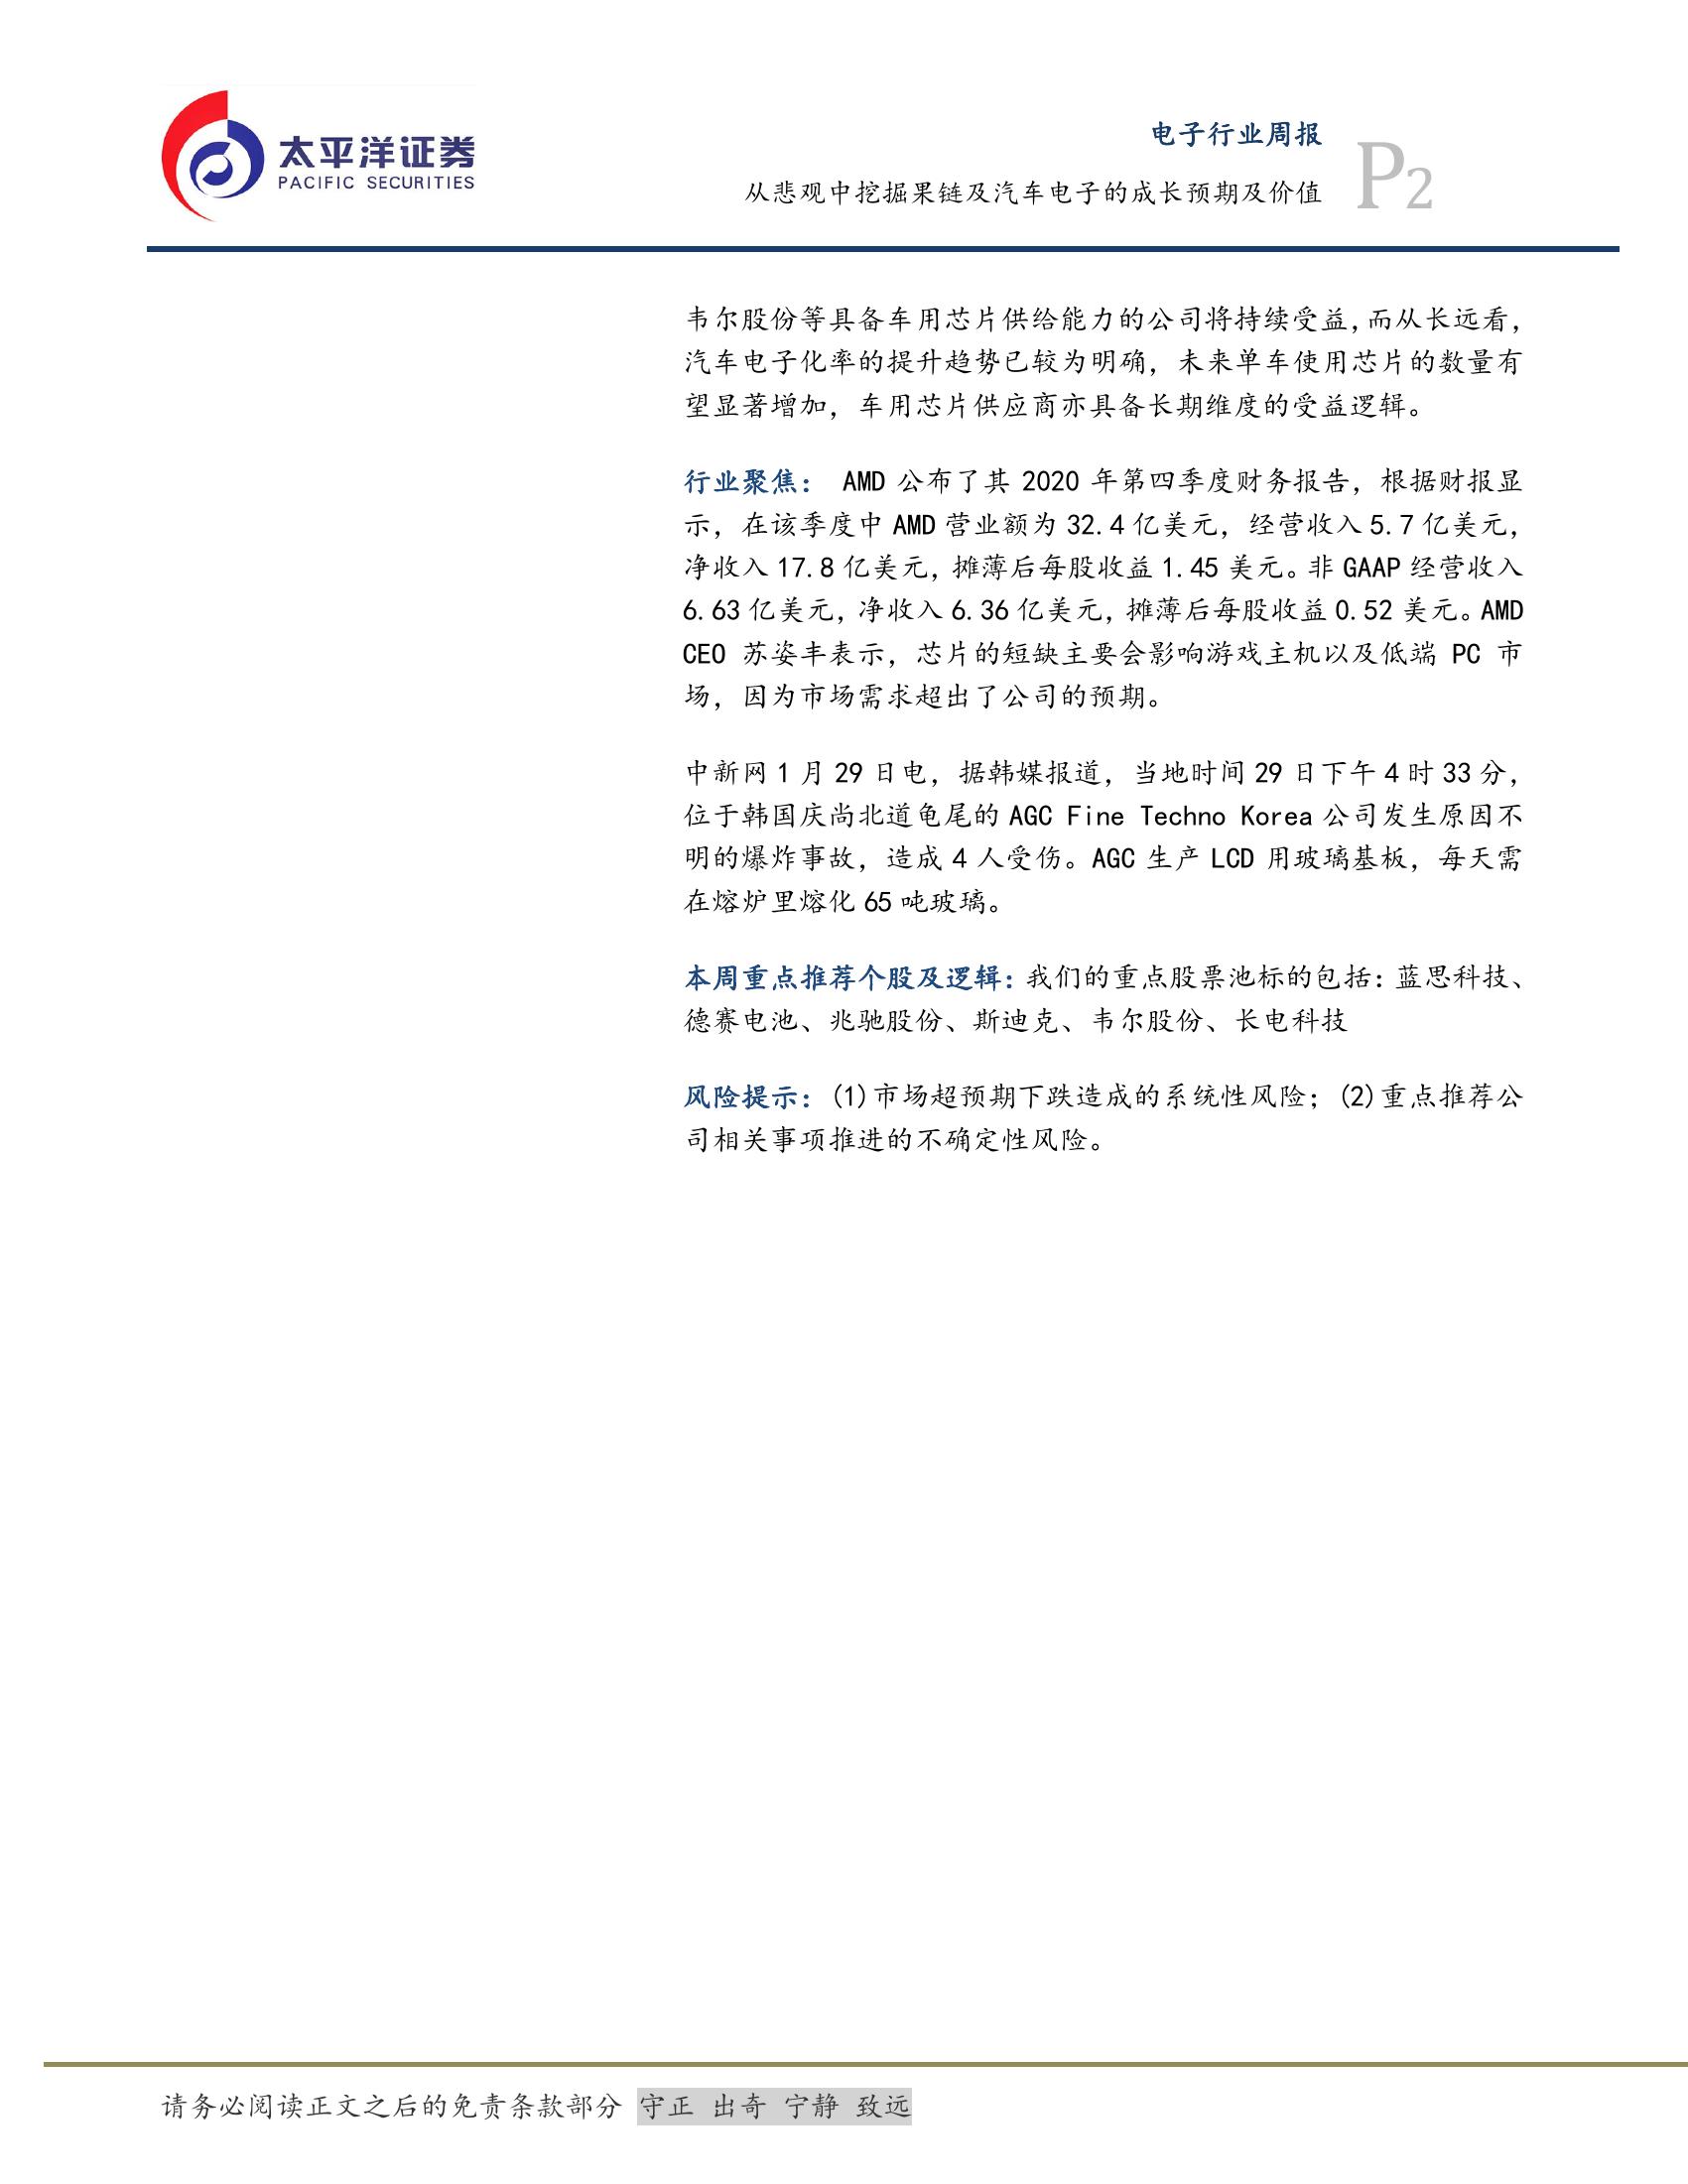 太平洋证券
PACIFIC SECURITIES
电子行业周报
从悲观中挖掘果链及汽车电子的成长预期及价值
P2
韦尔股份等具备车用芯片供给能力的公司将持续受益，而从长远看，
汽车电子化率的提升趋势已较为明确，未来单车使用芯片的数量有
望显著增加，车用芯片供应商亦具备长期维度的受益逻辑。
行业聚焦： AMD 公布了其 2020 年第四季度财务报告，根据财报显
示，在该季度中 AMD 营业额为 32.4 亿美元，经营收入 5.7 亿美元，
净收入 17.8 亿美元，摊薄后每股收益 1.45 美元。非 GAAP 经营收入
6.63 亿美元，净收入 6.36 亿美元，摊薄后每股收益 0.52 美元。AMD
CEO 苏姿丰表示，芯片的短缺主要会影响游戏主机以及低端 PC 市
场，因为市场需求超出了公司的预期。
中新网 1 月 29 日电，据韩媒报道，当地时间 29 日下午 4 时 33 分，
位于韩国庆尚北道龟尾的 AGC Fine Techno Korea 公司发生原因不
明的爆炸事故，造成 4 人受伤。AGC 生产 LCD 用玻璃基板，每天需
在熔炉里熔化 65 吨玻璃。
本周重点推荐个股及逻辑：我们的重点股票池标的包括：蓝思科技、
德赛电池、兆驰股份、斯迪克、韦尔股份、长电科技
风险提示：(1)市场超预期下跌造成的系统性风险；(2)重点推荐公
司相关事项推进的不确定性风险。
请务必阅读正文之后的免责条款部分 守正 出奇 宁静 致远